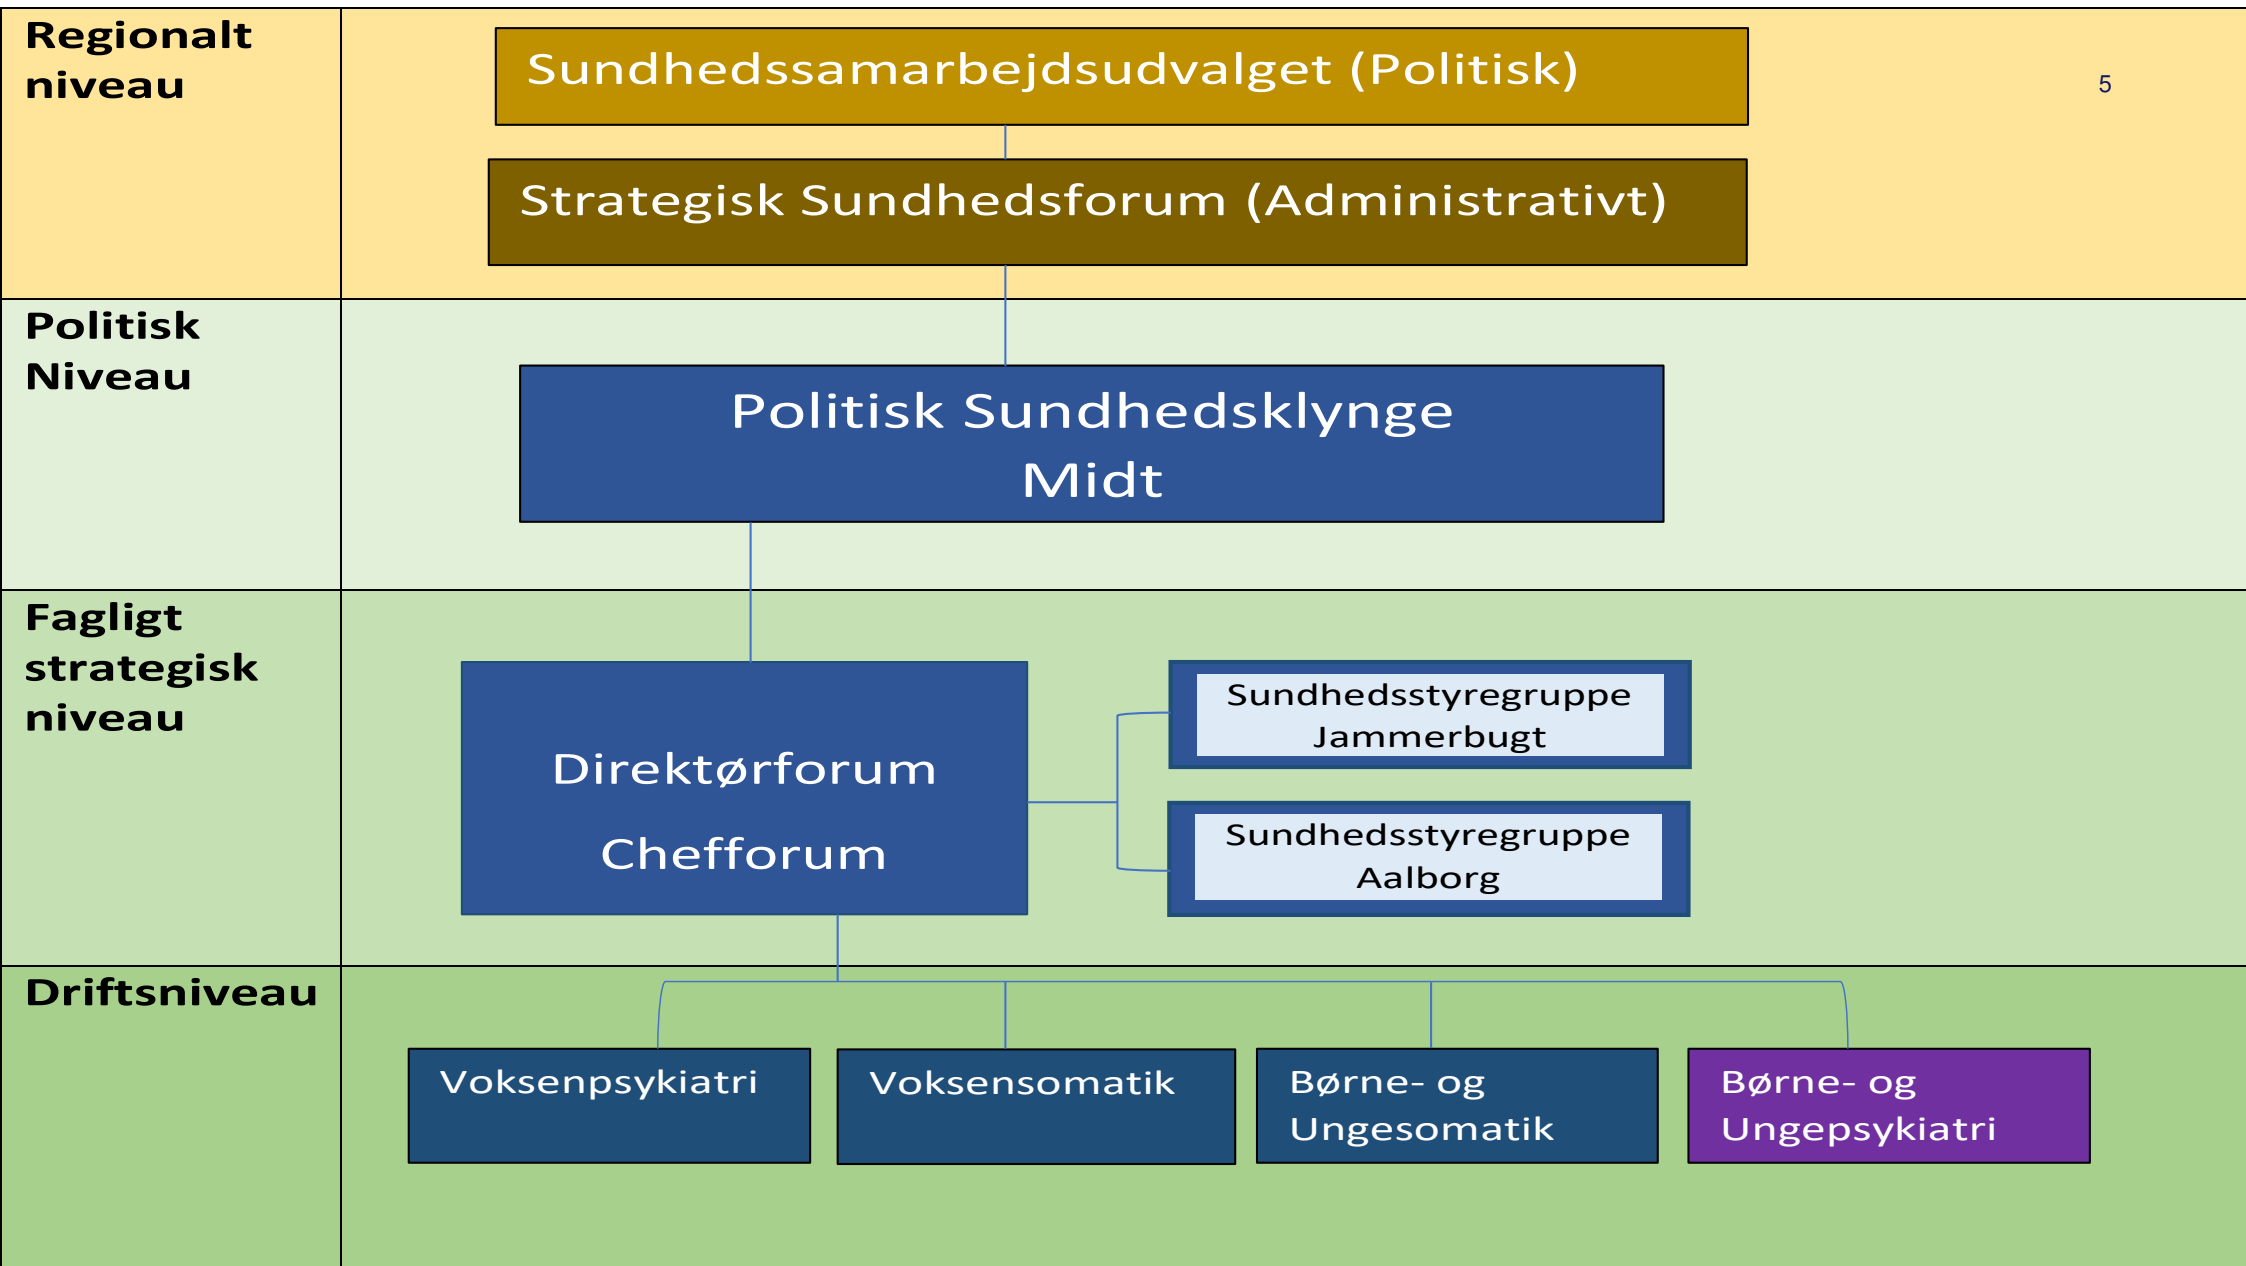 Regionalt
niveau
Sundhedssamarbejdsudvalget (Politisk)
5
Strategisk Sundhedsforum (Administrativt)
Politisk
Niveau
Politisk Sundhedsklynge
Midt
Fagligt
strategisk
niveau
Direktørforum
Chefforum
Sundhedsstyregruppe
Jammerbugt
Sundhedsstyregruppe
Aalborg
Driftsniveau
Voksenpsykiatri
Voksensomatik
Børne- og
Ungesomatik
Børne- og
Ungepsykiatri